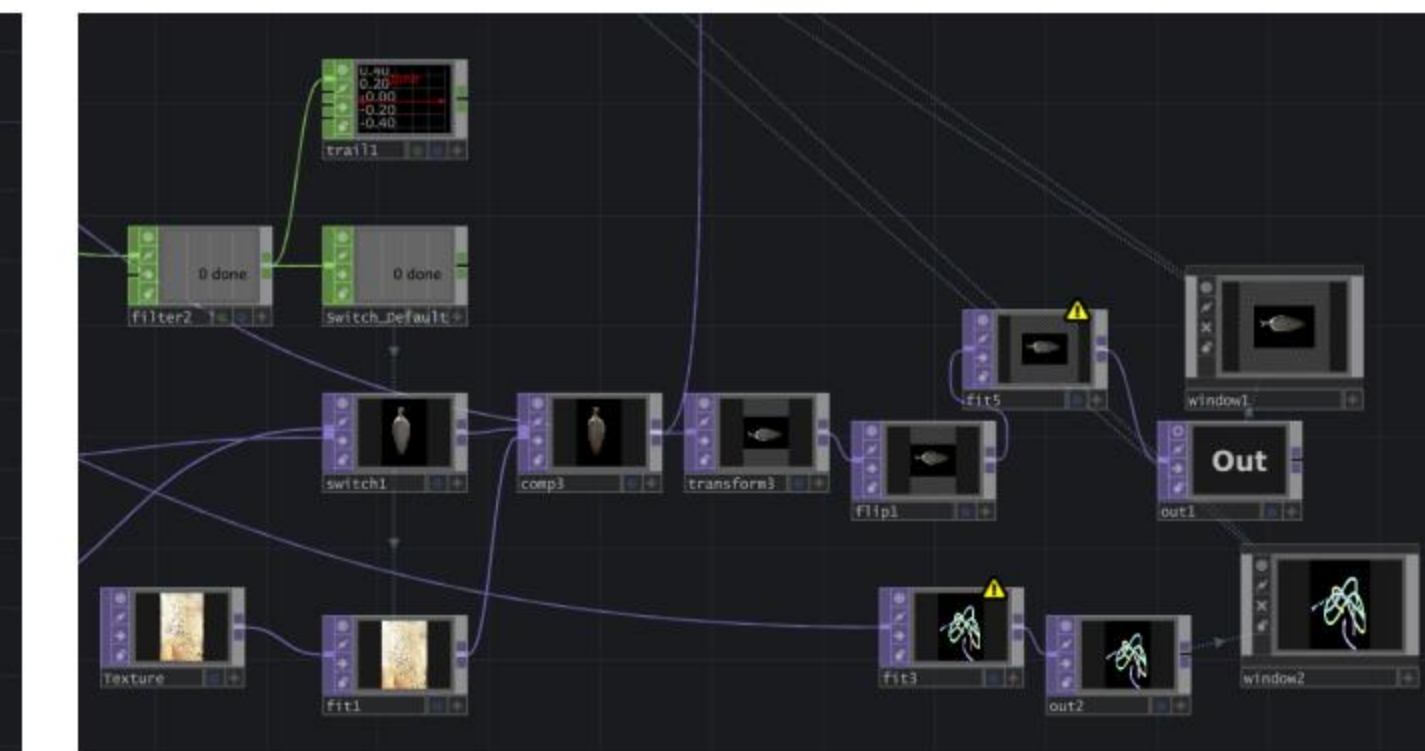 0.40
0.20
0.00
-0.20
-0.40
trail1
0 done
0 done
filter2
Switch_Default
fit5
window1
switch1
comp3
transform3
Out
flip1
out1
Texture
fit3
window2
fit1
out2